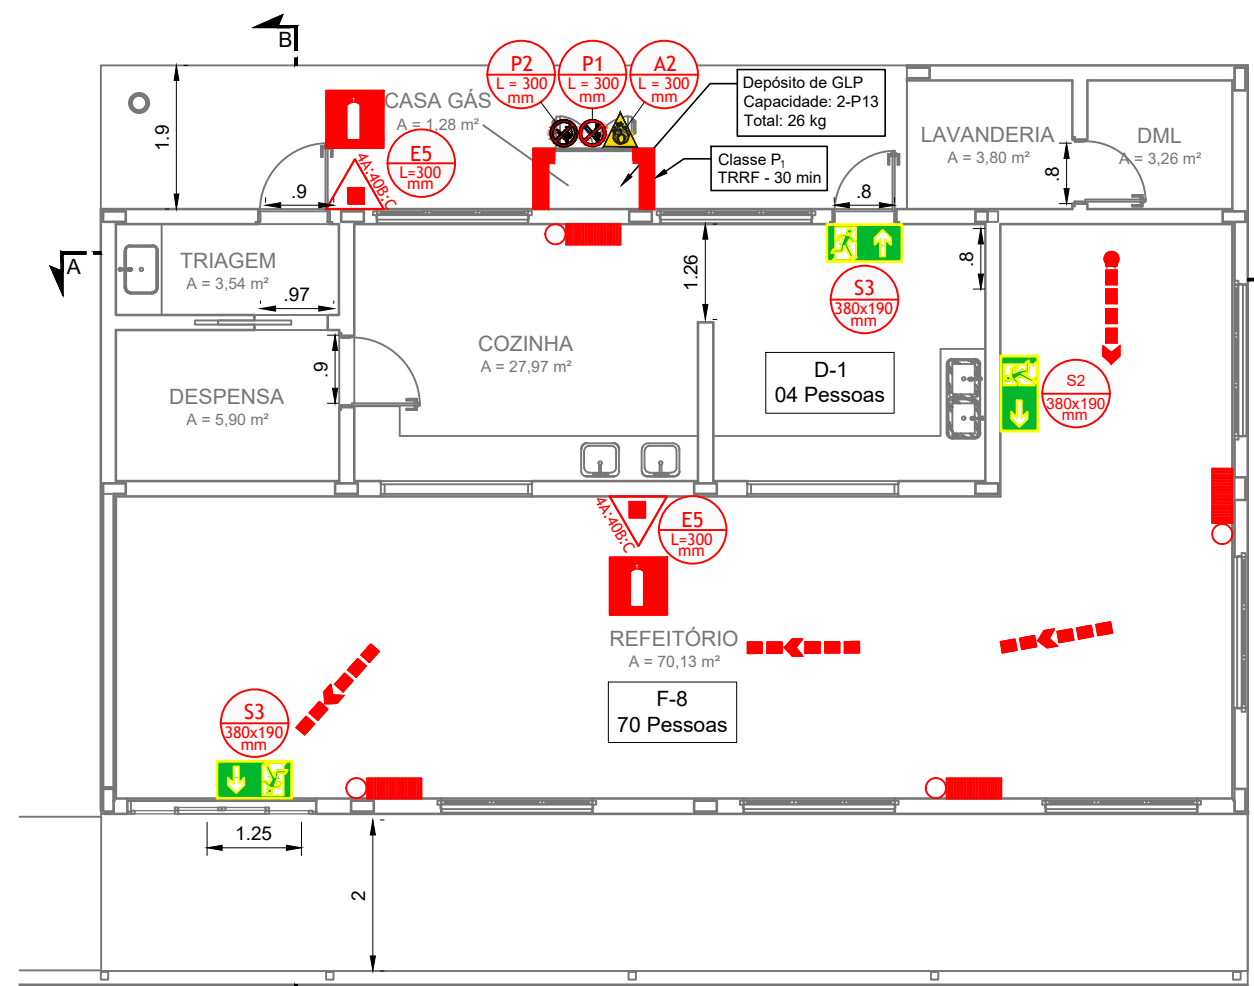 B
P2
L = 300
mm
P1
L = 300
mm
A2
L = 300
mm
Depósito de GLP
Capacidade: 2-P13
Total: 26 kg
CASA GÁS
A = 1,28 m²
1.9
E5
L=300
mm
4A:40B:C
Classe P₁
TRRF - 30 min
LAVANDERIA
A = 3,80 m²
DML
A = 3,26 m²
.8
.9
.8
A
TRIAGEM
A = 3,54 m²
.97
1.26
.8
S3
380x190
mm
COZINHA
A = 27,97 m²
.9
DESPENSA
A = 5,90 m²
D-1
04 Pessoas
S2
380x190
mm
4A:40B:C
E5
L=300
mm
REFEITÓRIO
A = 70,13 m²
F-8
70 Pessoas
S3
380x190
mm
1.25
2